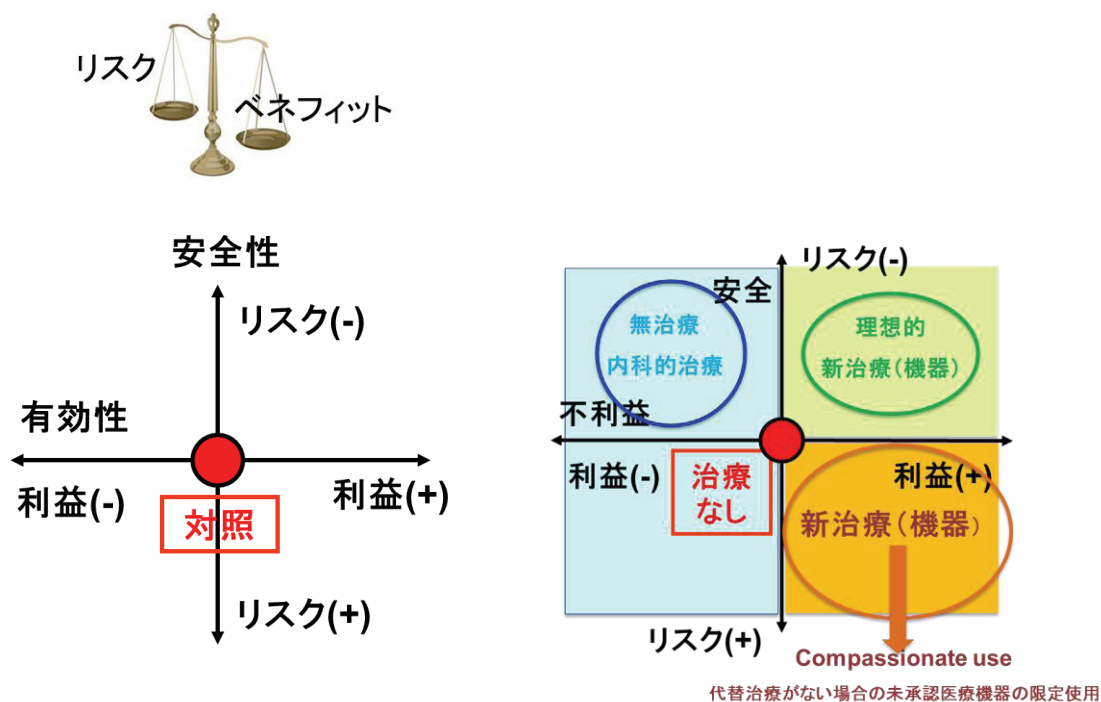 リスク
ベネフィット
安全性
リスク(-)
有効性
利益(-)
利益(+)
対照
リスク(+)
リスク(-)
安全
無治療
内科的治療
理想的
新治療（機器）
不利益
利益(-)
治療
なし
利益(+)
新治療（機器）
リスク(+)
Compassionate use
代替治療がない場合の未承認医療機器の限定使用